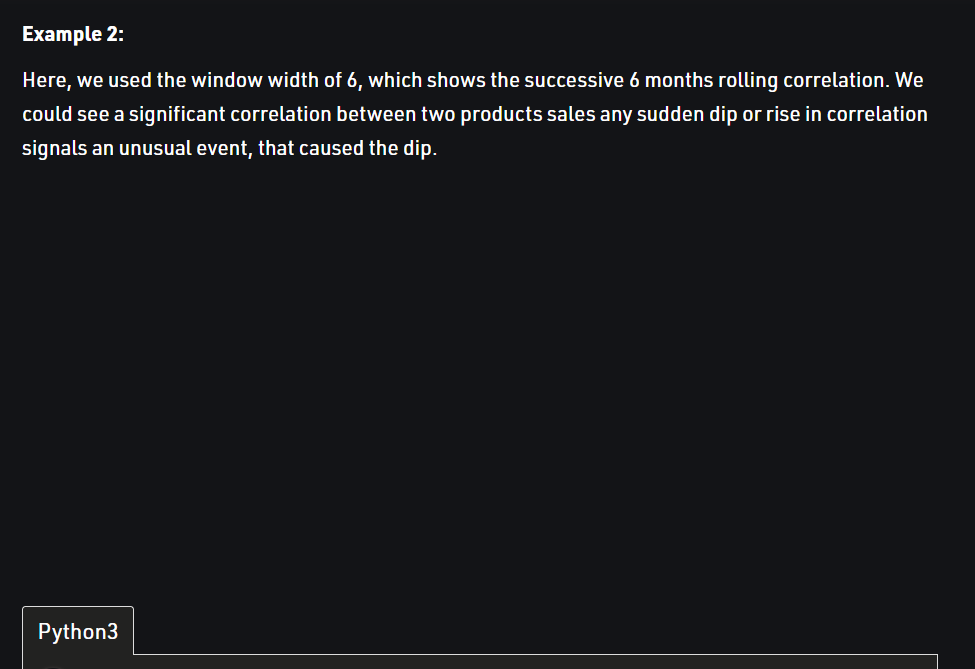 Example 2:
Here, we used the window width of 6, which shows the successive 6 months rolling correlation. We
could see a significant correlation between two products sales any sudden dip or rise in correlation
signals an unusual event, that caused the dip.
Python3